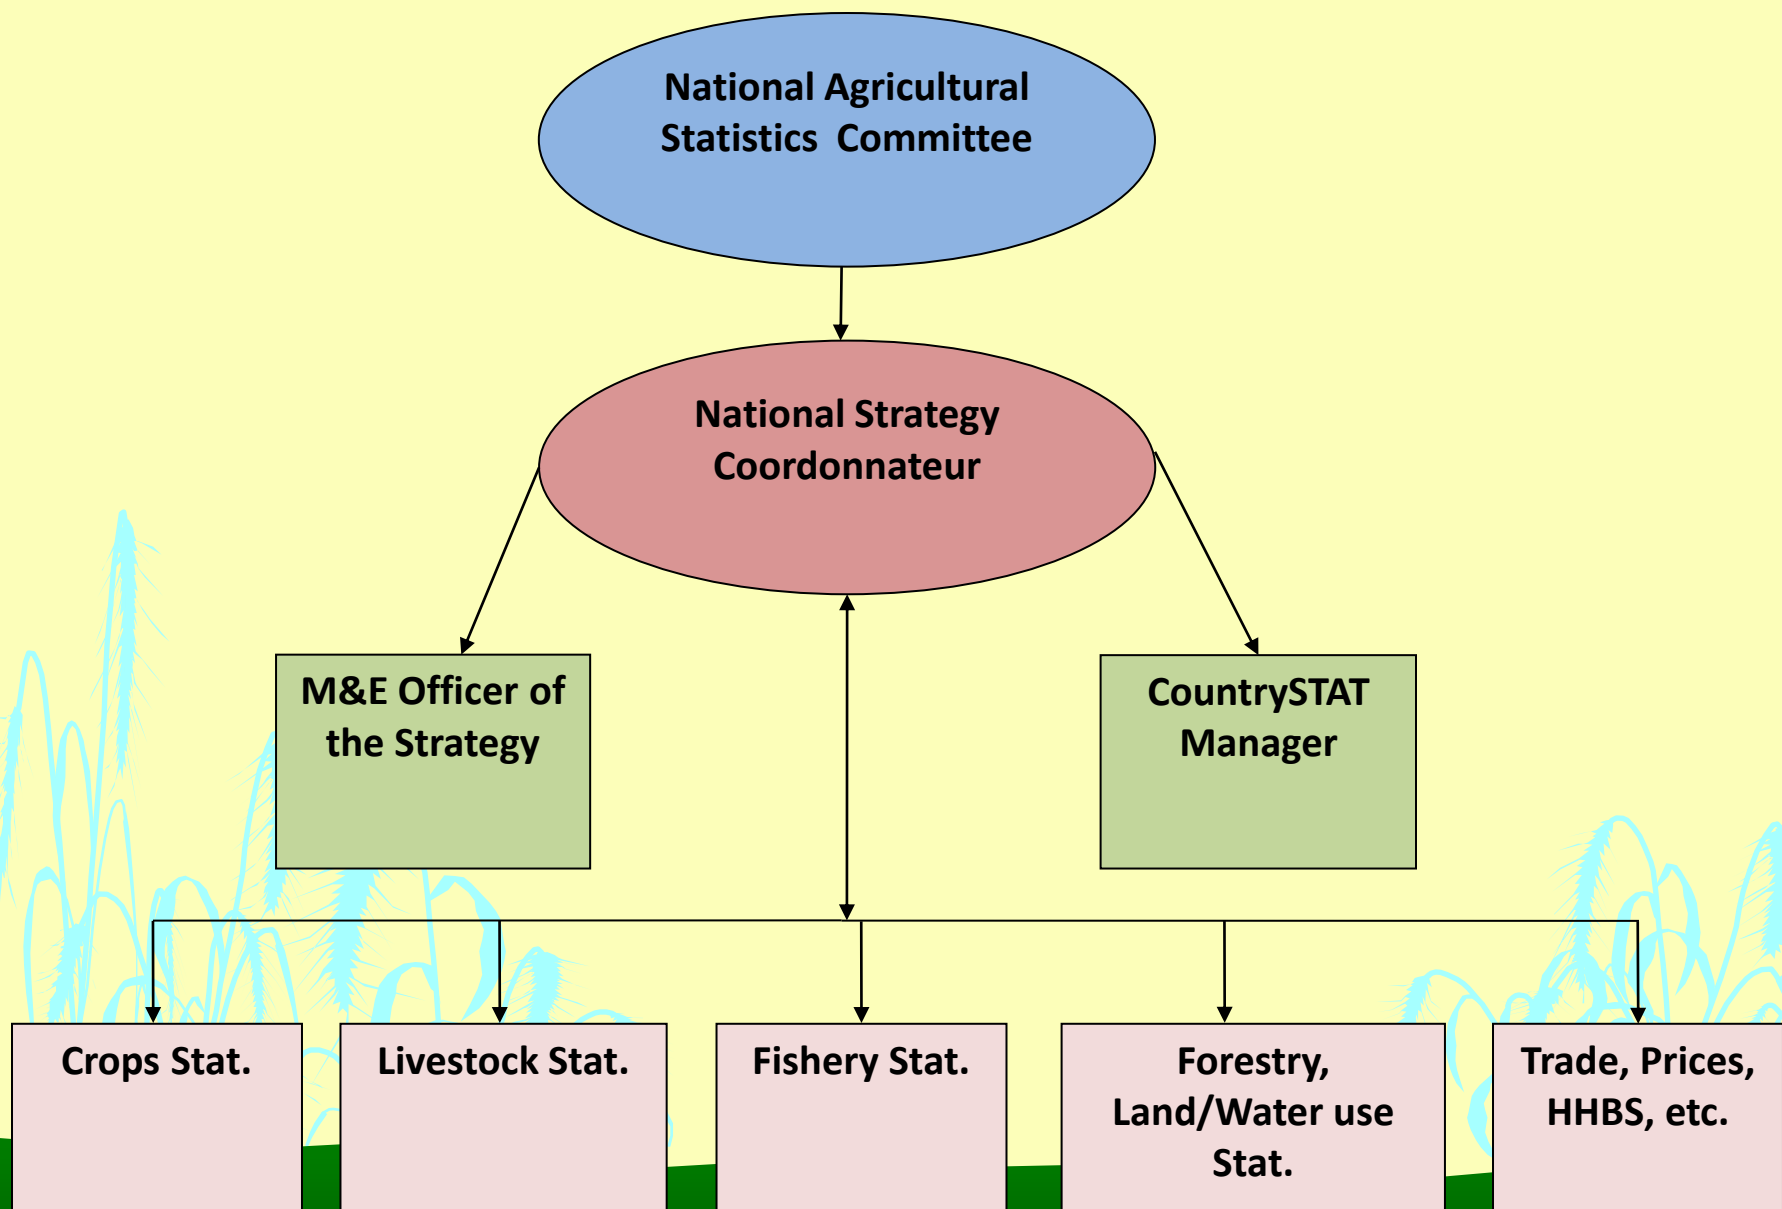 National Agricultural
Statistics  Committee
National Strategy
Coordonnateur
M&E Officer of
the Strategy
CountrySTAT
Manager
Crops Stat.
Livestock Stat.
Fishery Stat.
Forestry,
Land/Water use
Stat.
Trade, Prices,
HHBS, etc.